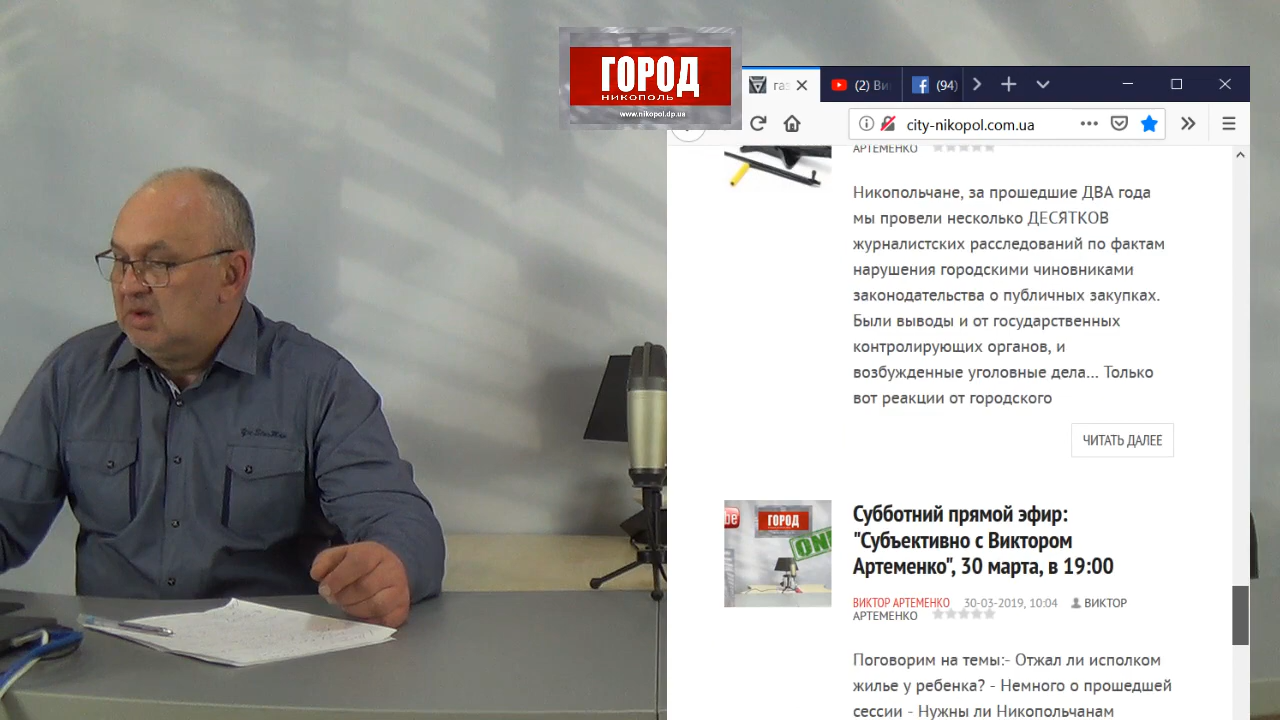 ГОРОД
НИКОПОЛЬ
www.nikopol.dp.ua
газ
(2) Ви
(94)
city-nikopol.com.ua
АРТЕМЕНКО
Никопольчане, за прошедшие ДВА года
мы провели несколько ДЕСЯТКОВ
журналистских расследований по фактам
нарушения городскими чиновниками
законодательства о публичных закупках.
Были выводы и от государственных
контролирующих органов, и
возбужденные уголовные дела... Только
вот реакции от городского
ЧИТАТЬ ДАЛЕЕ
be
ГОРОД
Субботний прямой эфир:
"Субъективно с Виктором
Артеменко", 30 марта, в 19:00
ВИКТОР АРТЕМЕНКО 30-03-2019, 10:04 ВИКТОР
АРТЕМЕНКО
Поговорим на темы:- Отжал ли исполком
жилье у ребенка? - Немного о прошедшей
сессии - Нужны ли Никопольчанам